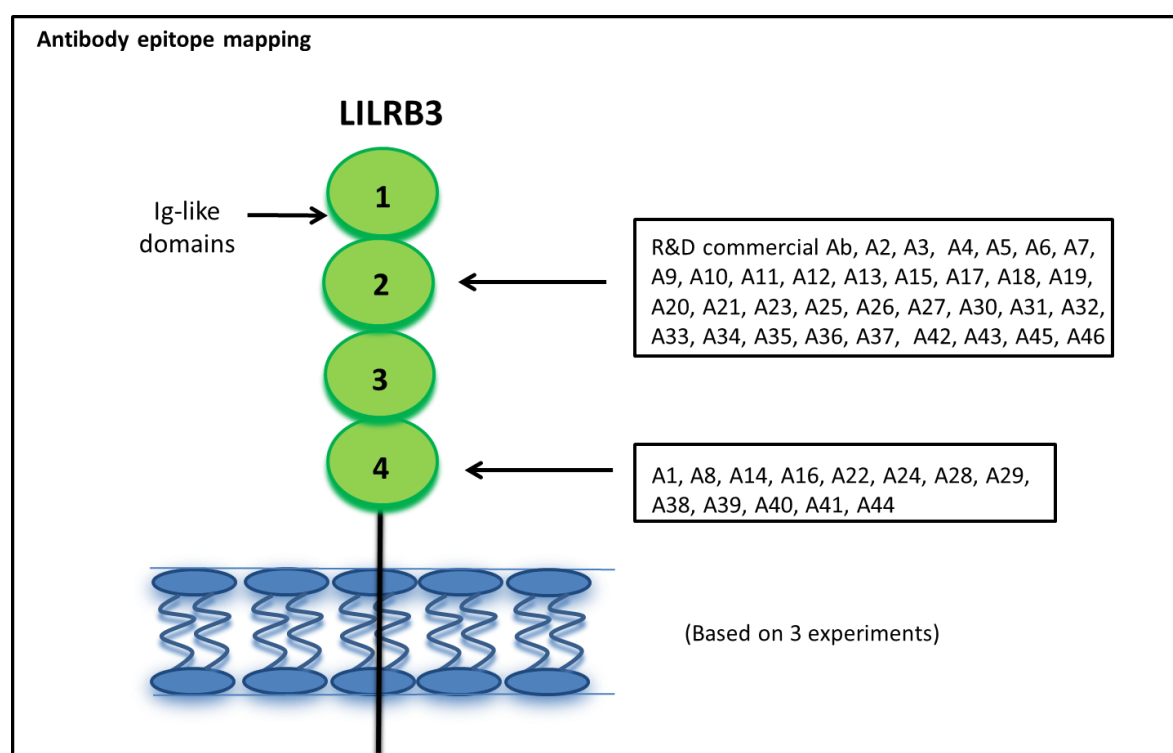 Antibody epitope mapping
LILRB3
1
Ig-like
domains
2
R&D commercial Ab, A2, A3, A4, A5, A6, A7,
A9, A10, A11, A12, A13, A15, A17, A18, A19,
A20, A21, A23, A25, A26, A27, A30, A31, A32,
A33, A34, A35, A36, A37, A42, A43, A45, A46
3
4
A1, A8, A14, A16, A22, A24, A28, A29,
A38, A39, A40, A41, A44
(Based on 3 experiments)